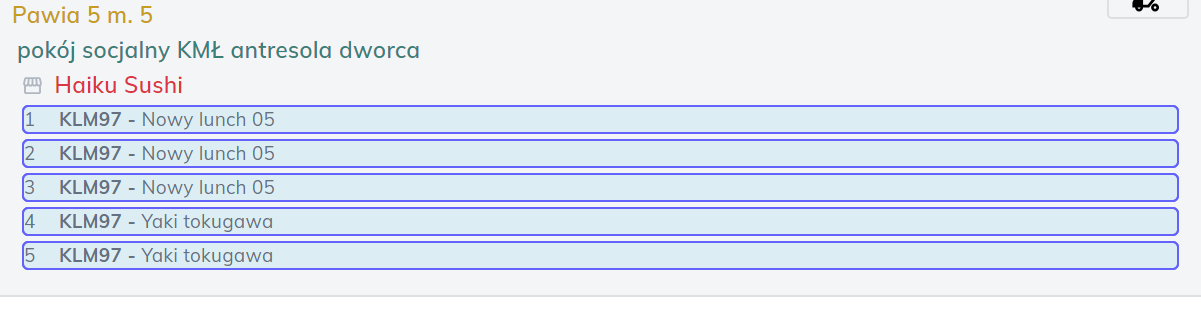 Pawia 5 m. 5
pokój socjalny KMŁ antresola dworca
Haiku Sushi
1 KLM97 - Nowy lunch 05
2 KLM97 - Nowy lunch 05
3 KLM97 - Nowy lunch 05
4 KLM97 - Yaki tokugawa
5 KLM97 - Yaki tokugawa